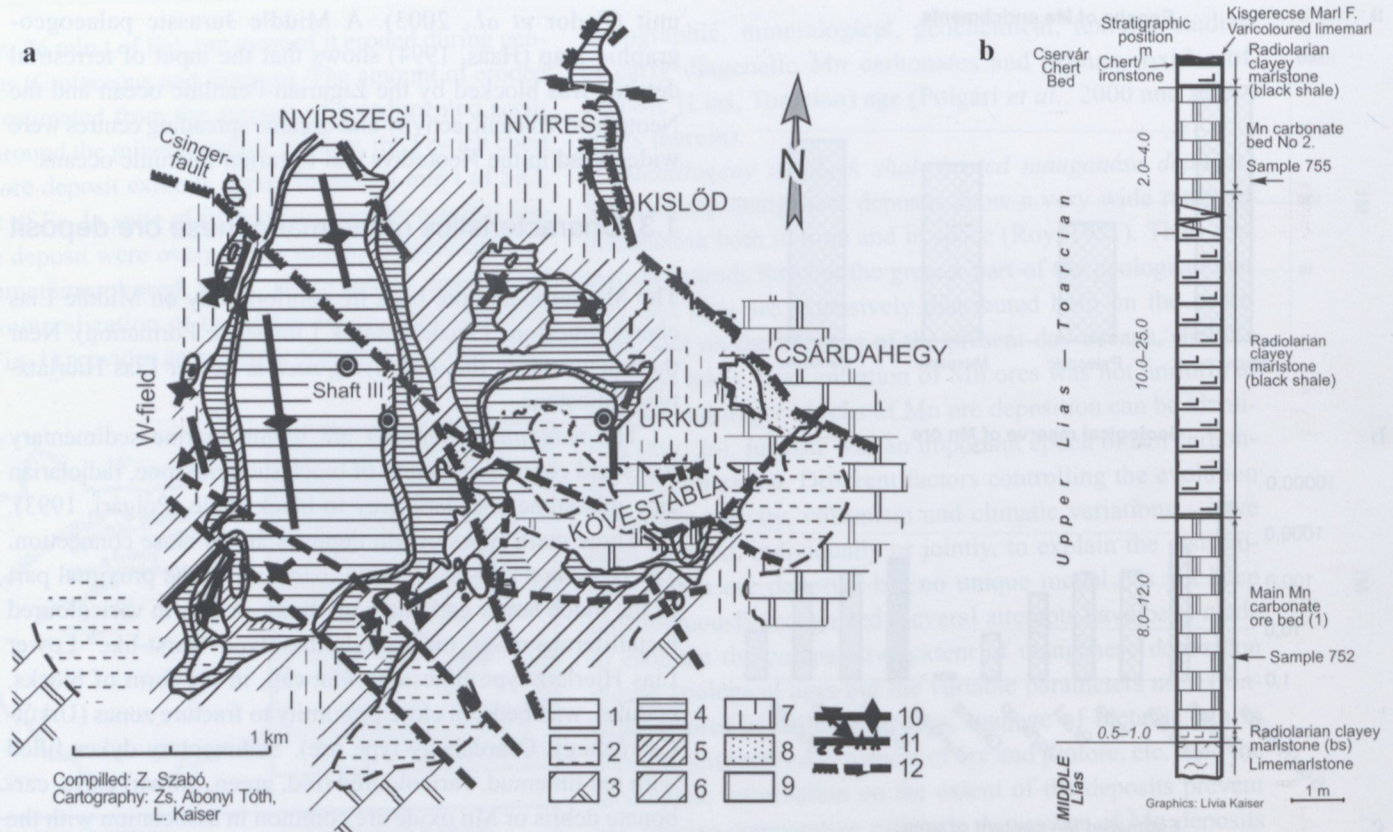 a
NYÍRSZEG
NYÍRES
Csinger-
fault
N
KISLŐD
CSÁRDAHEGY
Shaft III
W-field
ÚRKÚT
KÖVESTÁBLA
1 km
Compilled: Z. Szabó,
Cartography: Zs. Abonyi Tóth,
L. Kaiser
1 4 7 10
2 5 8 11
3 6 9 12
b
Stratigraphic
position
m
Kisgerecse Marl F.
Varicoloured limemarl
Cservár
Chert
Chert/
ironstone
Radiolarian
clayey
marlstone
(black shale)
2.0–4.0
Mn carbonate
bed No 2.
Sample 755
10.0–25.0
Radiolarian
clayey
marlstone
(black shale)
Upper Lias — Toarcian
8.0–12.0
Main Mn
carbonate
ore bed (1)
Sample 752
0.5–1.0
Radiolarian clayey
marlstone (bs)
Limemarlstone
MIDDLE
Lias
Graphics: Lívia Kaiser
1 m